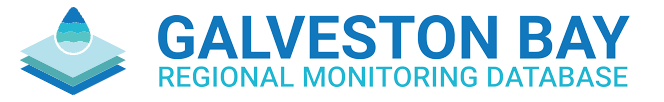 GALVESTON BAY
REGIONAL MONITORING DATABASE